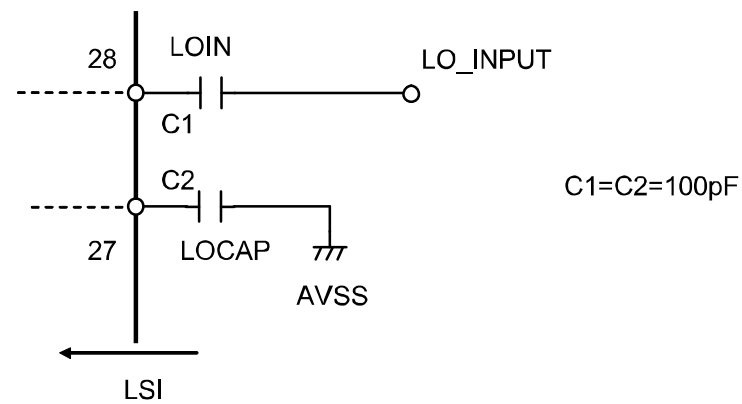 28
LOIN
LO_INPUT
C1
C2
C1=C2=100pF
27
LOCAP
AVSS
LSI